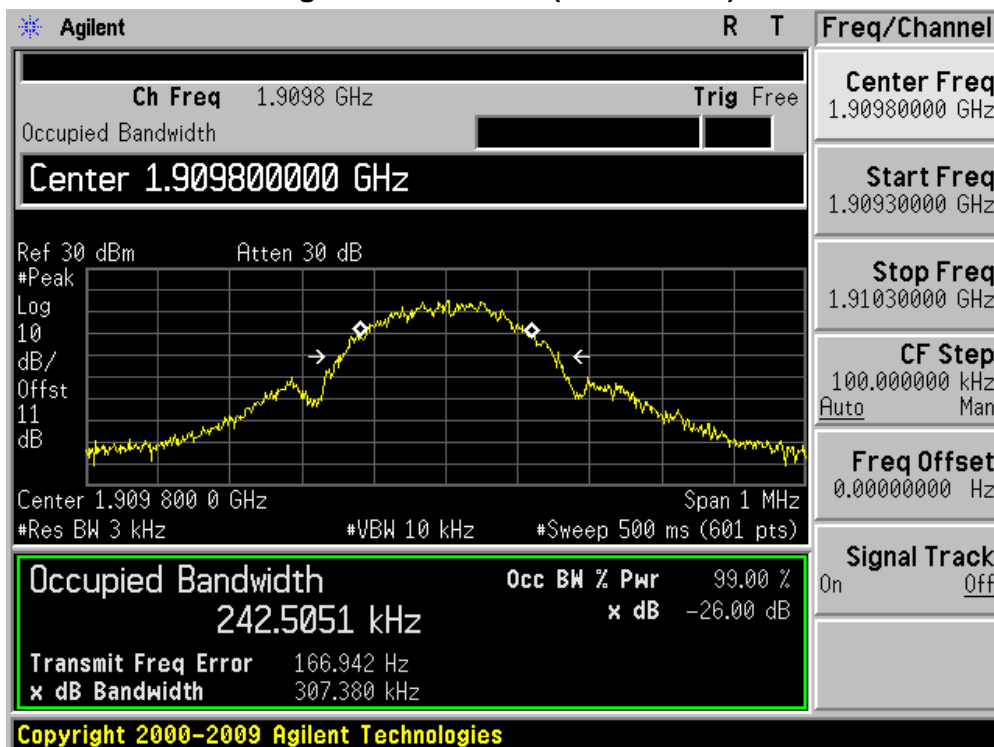 Agilent R T
Freq/Channel
Ch Freq 1.9098 GHz Trig Free
Occupied Bandwidth
Center 1.909800000 GHz
Ref 30 dBm Atten 30 dB
#Peak
Log
10
dB/
Offst
11
dB
Center 1.909 800 0 GHz Span 1 MHz
#Res BW 3 kHz #VBW 10 kHz #Sweep 500 ms (601 pts)
Occupied Bandwidth
242.5051 kHz
Occ BW % Pwr 99.00 %
x dB -26.00 dB
Transmit Freq Error 166.942 Hz
x dB Bandwidth 307.380 kHz
Center Freq
1.90980000 GHz
Start Freq
1.90930000 GHz
Stop Freq
1.91030000 GHz
CF Step
100.000000 kHz
Auto Man
Freq Offset
0.00000000 Hz
Signal Track
On Off
Copyright 2000-2009 Agilent Technologies